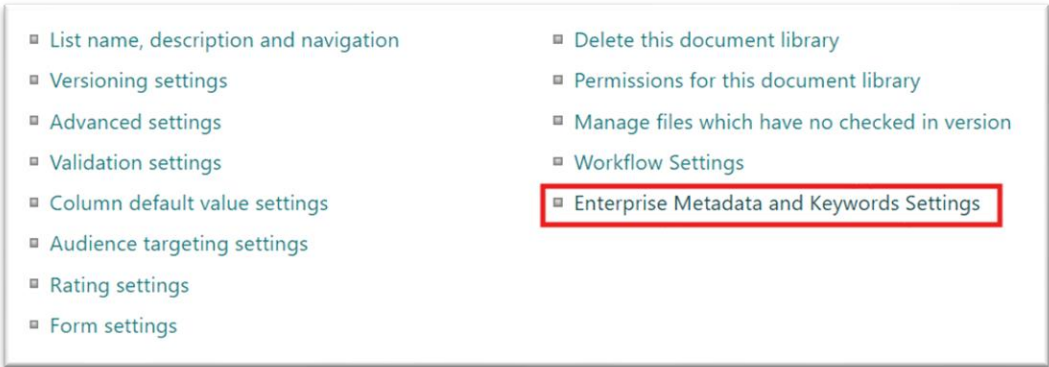 List name, description and navigation
Versioning settings
Advanced settings
Validation settings
Column default value settings
Audience targeting settings
Rating settings
Form settings
Delete this document library
Permissions for this document library
Manage files which have no checked in version
Workflow Settings
Enterprise Metadata and Keywords Settings